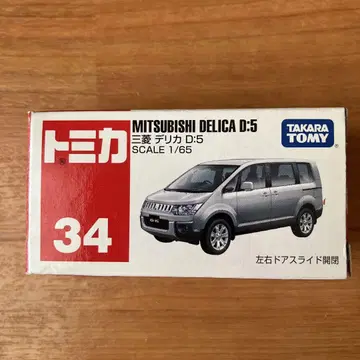 トミカ
34
MITSUBISHI DELICA D:5
三菱 デリカ D:5
SCALE 1/65
TAKARA
TOMY
左右ドアスライド開閉